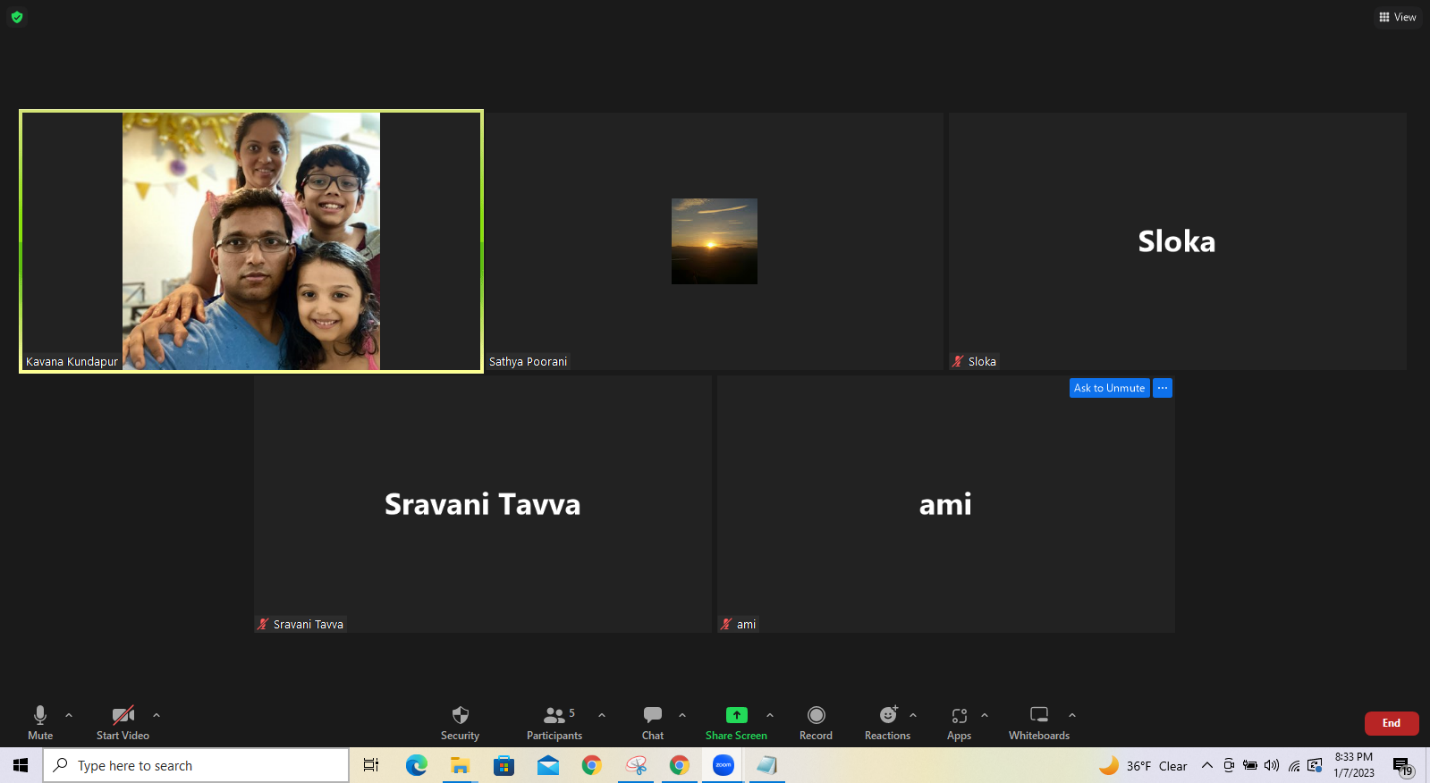 View
Kavana Kundapur
Sathya Poorani
Sloka
Sloka
Ask to Unmute ...
Sravani Tavva
Sravani Tavva
ami
ami
Mute
Start Video
Security
Participants 5
Chat
Share Screen
Record
Reactions
Apps
Whiteboards
End
Type here to search
zoom
36°F Clear
8:33 PM
1/7/2023
19